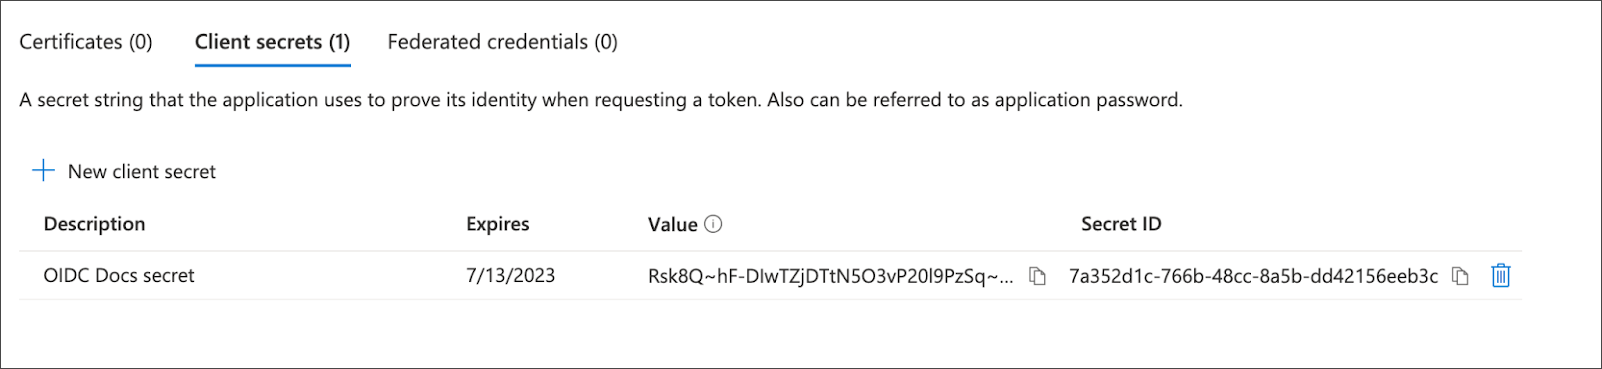 Certificates (0) Client secrets (1) Federated credentials (0)
A secret string that the application uses to prove its identity when requesting a token. Also can be referred to as application password.
New client secret
Description Expires Value Secret ID
OIDC Docs secret 7/13/2023 Rsk8Q~hF-DIwTZjDTtN5O3vP20l9PzSq~... 7a352d1c-766b-48cc-8a5b-dd42156eeb3c